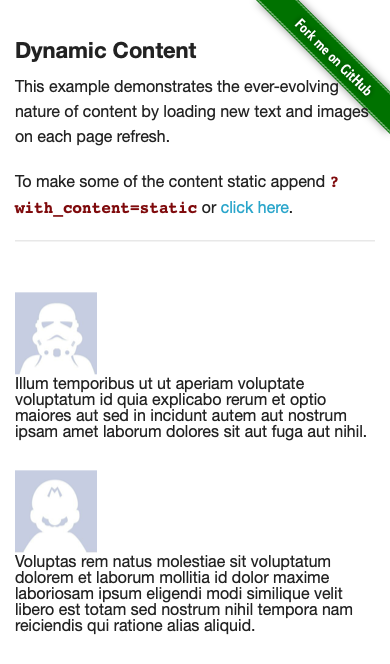 Fork me on GitHub
Dynamic Content
This example demonstrates the ever-evolving
nature of content by loading new text and images
on each page refresh.
To make some of the content static append ?
with_content=static or click here.
Illum temporibus ut ut aperiam voluptate
voluptatum id quia explicabo rerum et optio
maiores aut sed in incidunt autem aut nostrum
ipsam amet laborum dolores sit aut fuga aut nihil.
Voluptas rem natus molestiae sit voluptatum
dolorem et laborum mollitia id dolor maxime
laboriosam ipsum eligendi modi similique velit
libero est totam sed nostrum nihil tempora nam
reiciendis qui ratione alias aliquid.